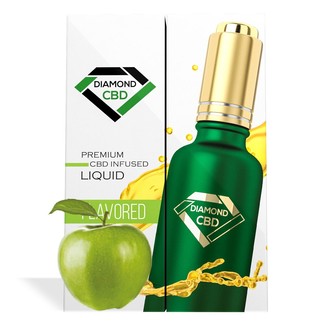 DIAMOND
CBD
PREMIUM
CBD INFUSED
LIQUID
FLAVORED
DIAMOND
CBD